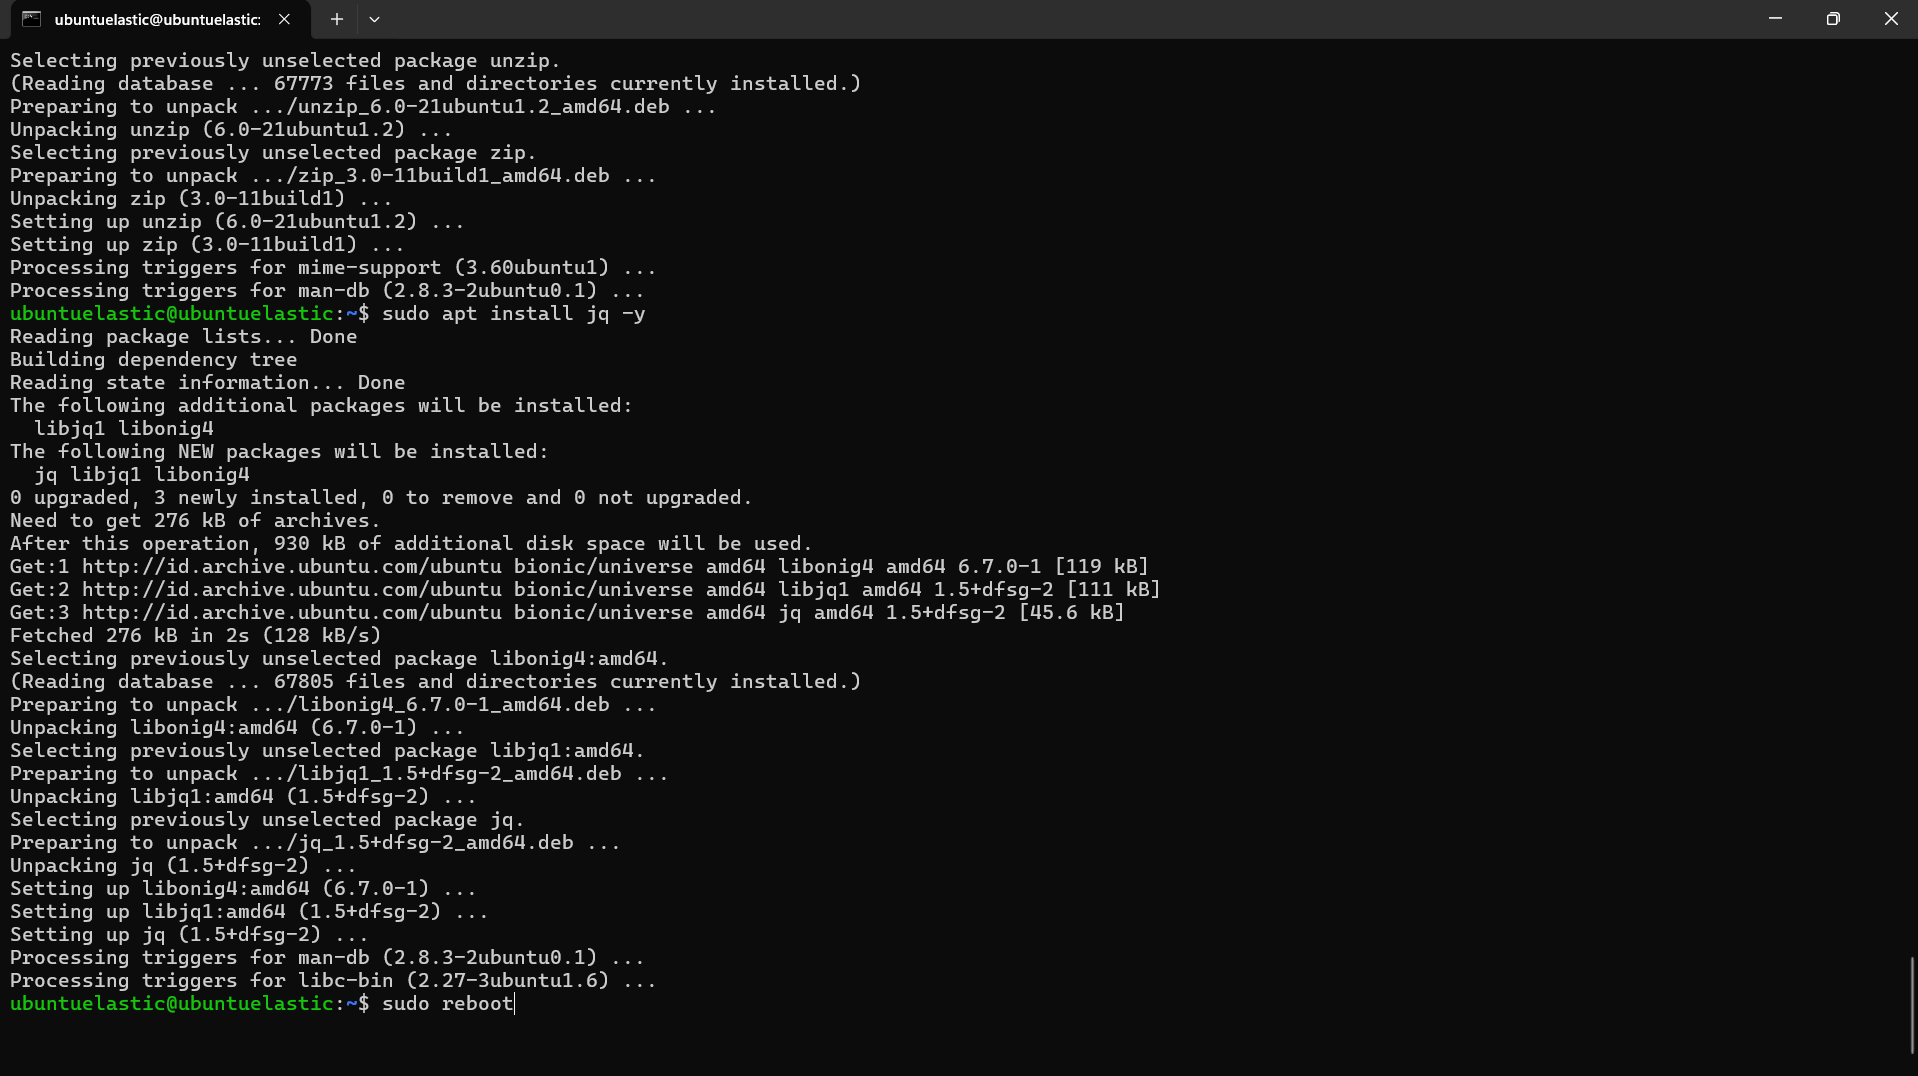 ubuntuelastic@ubuntuelastic:
Selecting previously unselected package unzip.
(Reading database ... 67773 files and directories currently installed.)
Preparing to unpack .../unzip_6.0-21ubuntu1.2_amd64.deb ...
Unpacking unzip (6.0-21ubuntu1.2) ...
Selecting previously unselected package zip.
Preparing to unpack .../zip_3.0-11build1_amd64.deb ...
Unpacking zip (3.0-11build1) ...
Setting up unzip (6.0-21ubuntu1.2) ...
Setting up zip (3.0-11build1) ...
Processing triggers for mime-support (3.60ubuntu1) ...
Processing triggers for man-db (2.8.3-2ubuntu0.1) ...
ubuntuelastic@ubuntuelastic:~$ sudo apt install jq -y
Reading package lists... Done
Building dependency tree
Reading state information... Done
The following additional packages will be installed:
  libjq1 libonig4
The following NEW packages will be installed:
  jq libjq1 libonig4
0 upgraded, 3 newly installed, 0 to remove and 0 not upgraded.
Need to get 276 kB of archives.
After this operation, 930 kB of additional disk space will be used.
Get:1 http://id.archive.ubuntu.com/ubuntu bionic/universe amd64 libonig4 amd64 6.7.0-1 [119 kB]
Get:2 http://id.archive.ubuntu.com/ubuntu bionic/universe amd64 libjq1 amd64 1.5+dfsg-2 [111 kB]
Get:3 http://id.archive.ubuntu.com/ubuntu bionic/universe amd64 jq amd64 1.5+dfsg-2 [45.6 kB]
Fetched 276 kB in 2s (128 kB/s)
Selecting previously unselected package libonig4:amd64.
(Reading database ... 67805 files and directories currently installed.)
Preparing to unpack .../libonig4_6.7.0-1_amd64.deb ...
Unpacking libonig4:amd64 (6.7.0-1) ...
Selecting previously unselected package libjq1:amd64.
Preparing to unpack .../libjq1_1.5+dfsg-2_amd64.deb ...
Unpacking libjq1:amd64 (1.5+dfsg-2) ...
Selecting previously unselected package jq.
Preparing to unpack .../jq_1.5+dfsg-2_amd64.deb ...
Unpacking jq (1.5+dfsg-2) ...
Setting up libonig4:amd64 (6.7.0-1) ...
Setting up libjq1:amd64 (1.5+dfsg-2) ...
Setting up jq (1.5+dfsg-2) ...
Processing triggers for man-db (2.8.3-2ubuntu0.1) ...
Processing triggers for libc-bin (2.27-3ubuntu1.6) ...
ubuntuelastic@ubuntuelastic:~$ sudo reboot